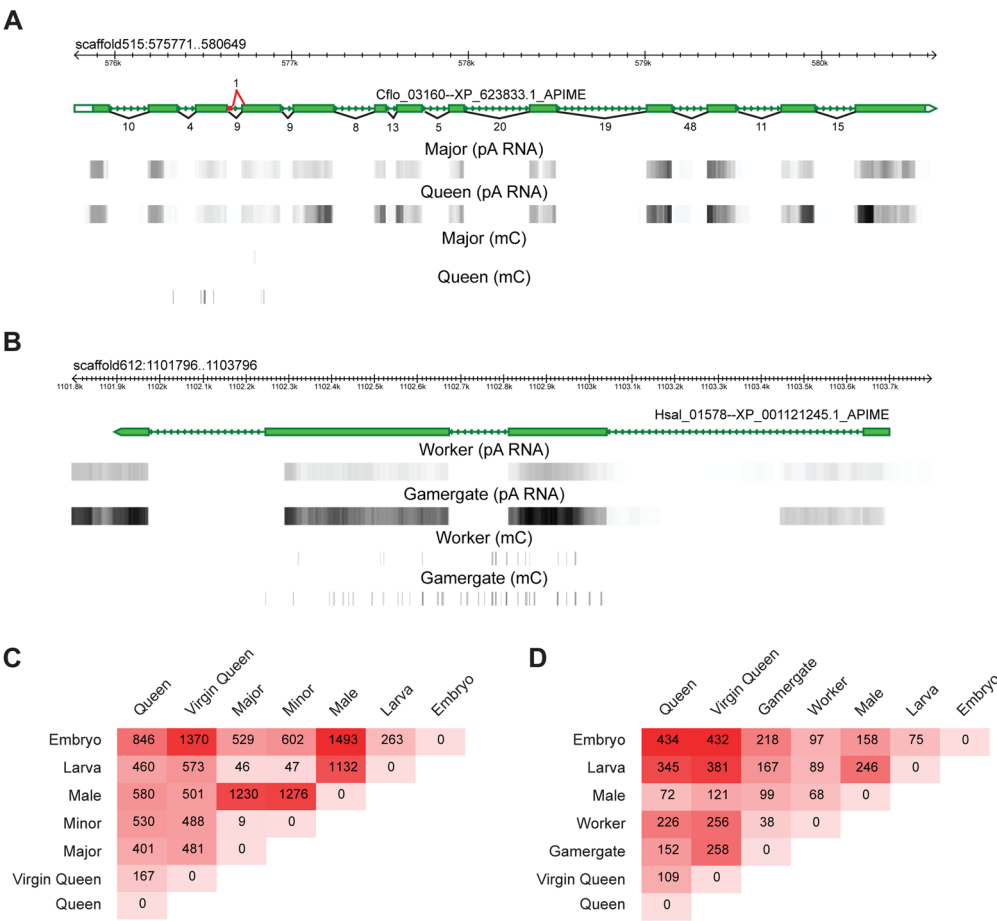 A
scaffold515:575771..580649
576k 577k 578k 579k 580k
1
Cflo_03160--XP_623833.1_APIME
10 4 9 9 8 13 5 20 19 48 11 15
Major (pA RNA)
Queen (pA RNA)
Major (mC)
Queen (mC)
B
scaffold612:1101796..1103796
1101.8k 1101.9k 1102k 1102.1k 1102.2k 1102.3k 1102.4k 1102.5k 1102.6k 1102.7k 1102.8k 1102.9k 1103k 1103.1k 1103.2k 1103.3k 1103.4k 1103.5k 1103.6k 1103.7k
Hsal_01578--XP_001121245.1_APIME
Worker (pA RNA)
Gamergate (pA RNA)
Worker (mC)
Gamergate (mC)
C
Queen Virgin Queen Major Minor Male Larva Embryo
Embryo 846 1370 529 602 1493 263 0
Larva 460 573 46 47 1132 0
Male 580 501 1230 1276 0
Minor 530 488 9 0
Major 401 481 0
Virgin Queen 167 0
Queen 0
D
Queen Virgin Queen Gamergate Worker Male Larva Embryo
Embryo 434 432 218 97 158 75 0
Larva 345 381 167 89 246 0
Male 72 121 99 68 0
Worker 226 256 38 0
Gamergate 152 258 0
Virgin Queen 109 0
Queen 0